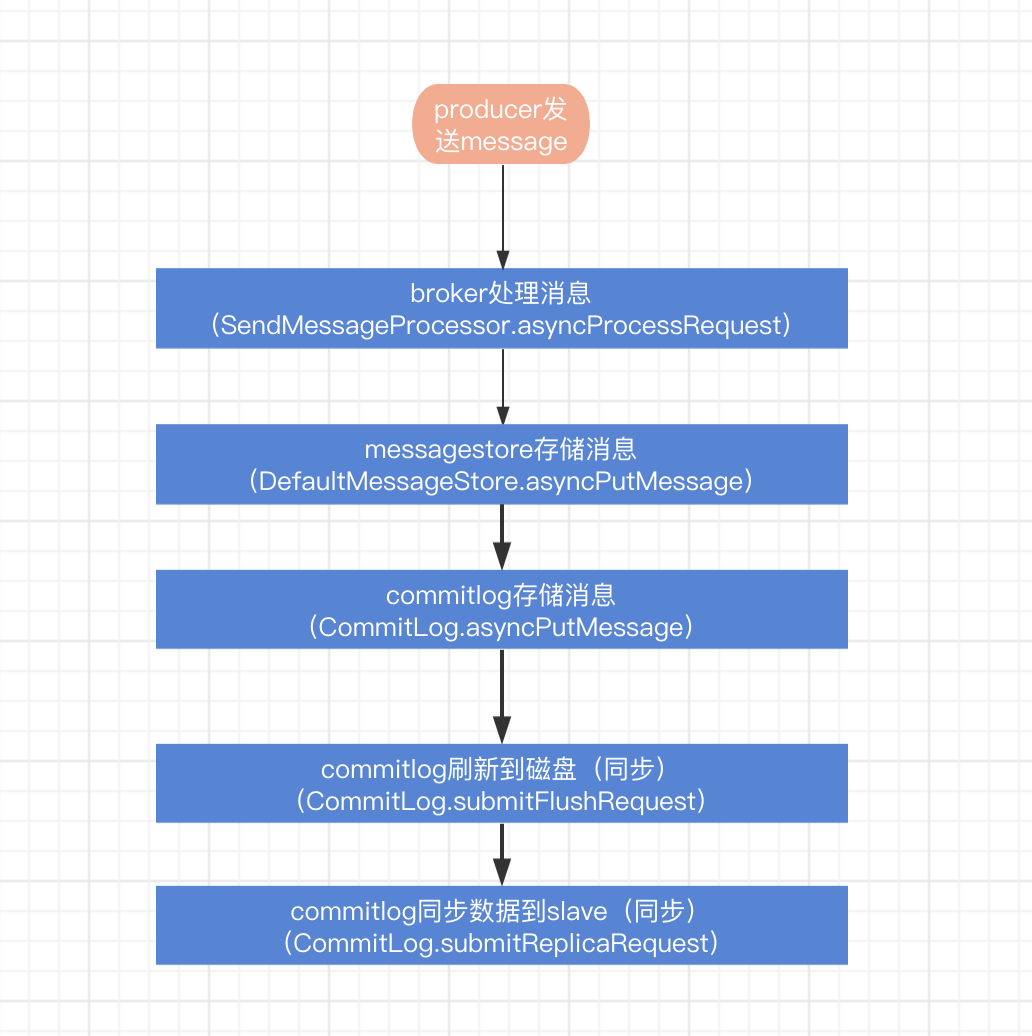 producer发
送message
broker处理消息
（SendMessageProcessor.asyncProcessRequest）
messagestore存储消息
（DefaultMessageStore.asyncPutMessage）
commitlog存储消息
（CommitLog.asyncPutMessage）
commitlog刷新到磁盘（同步）
（CommitLog.submitFlushRequest）
commitlog同步数据到slave（同步）
（CommitLog.submitReplicaRequest）